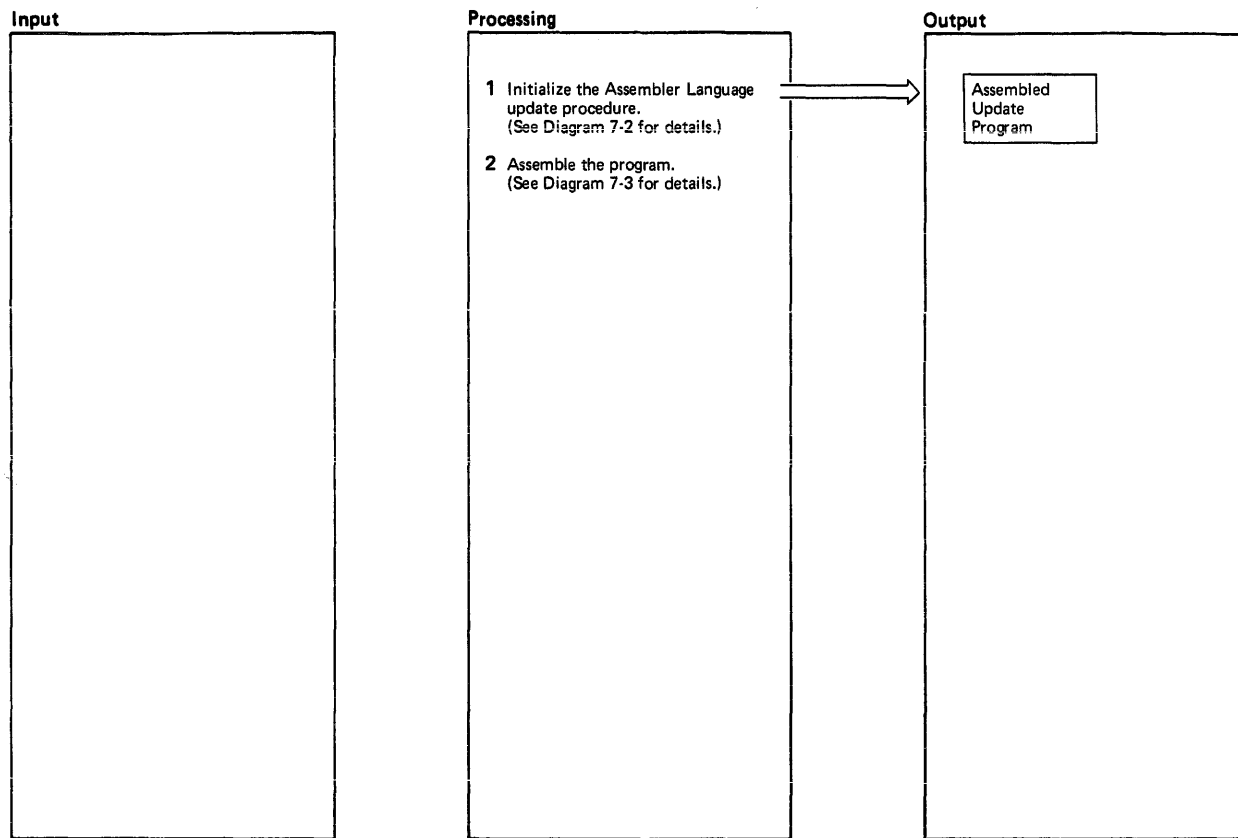 Input
Processing
Output
1 Initialize the Assembler Language
update procedure.
(See Diagram 7-2 for details.)
2 Assemble the program.
(See Diagram 7-3 for details.)
Assembled
Update
Program